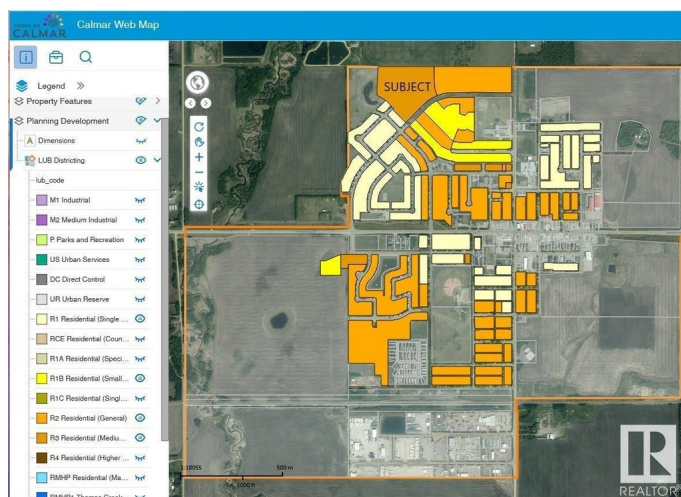 TOWN OF
CALMAR
Calmar Web Map
Legend
Property Features
Planning Development
A Dimensions
LUB Districting
lub_code
M1 Industrial
M2 Medium Industrial
P Parks and Recreation
US Urban Services
DC Direct Control
UR Urban Reserve
R1 Residential (Single ...
RCE Residential (Coun...
R1A Residential (Speci...
R1B Residential (Small...
R1C Residential (Singl...
R2 Residential (General)
R3 Residential (Mediu...
R4 Residential (Higher ...
RMHP Residential (Ma...
SUBJECT
1:18055
500 m
1000 ft
R
REALTOR